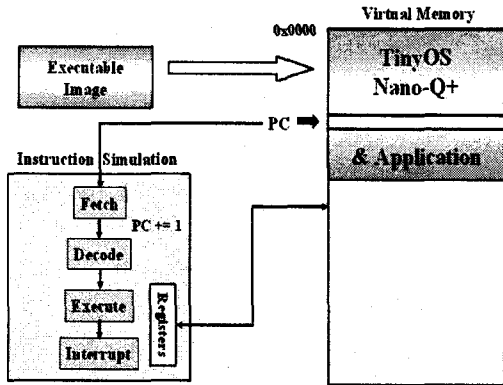 Virtual Memory
0x0000
TinyOS
Nano-Q+
Executable
Image
PC
& Application
Instruction Simulation
Fetch
PC += 1
Decode
Execute
Registers
Interrupt